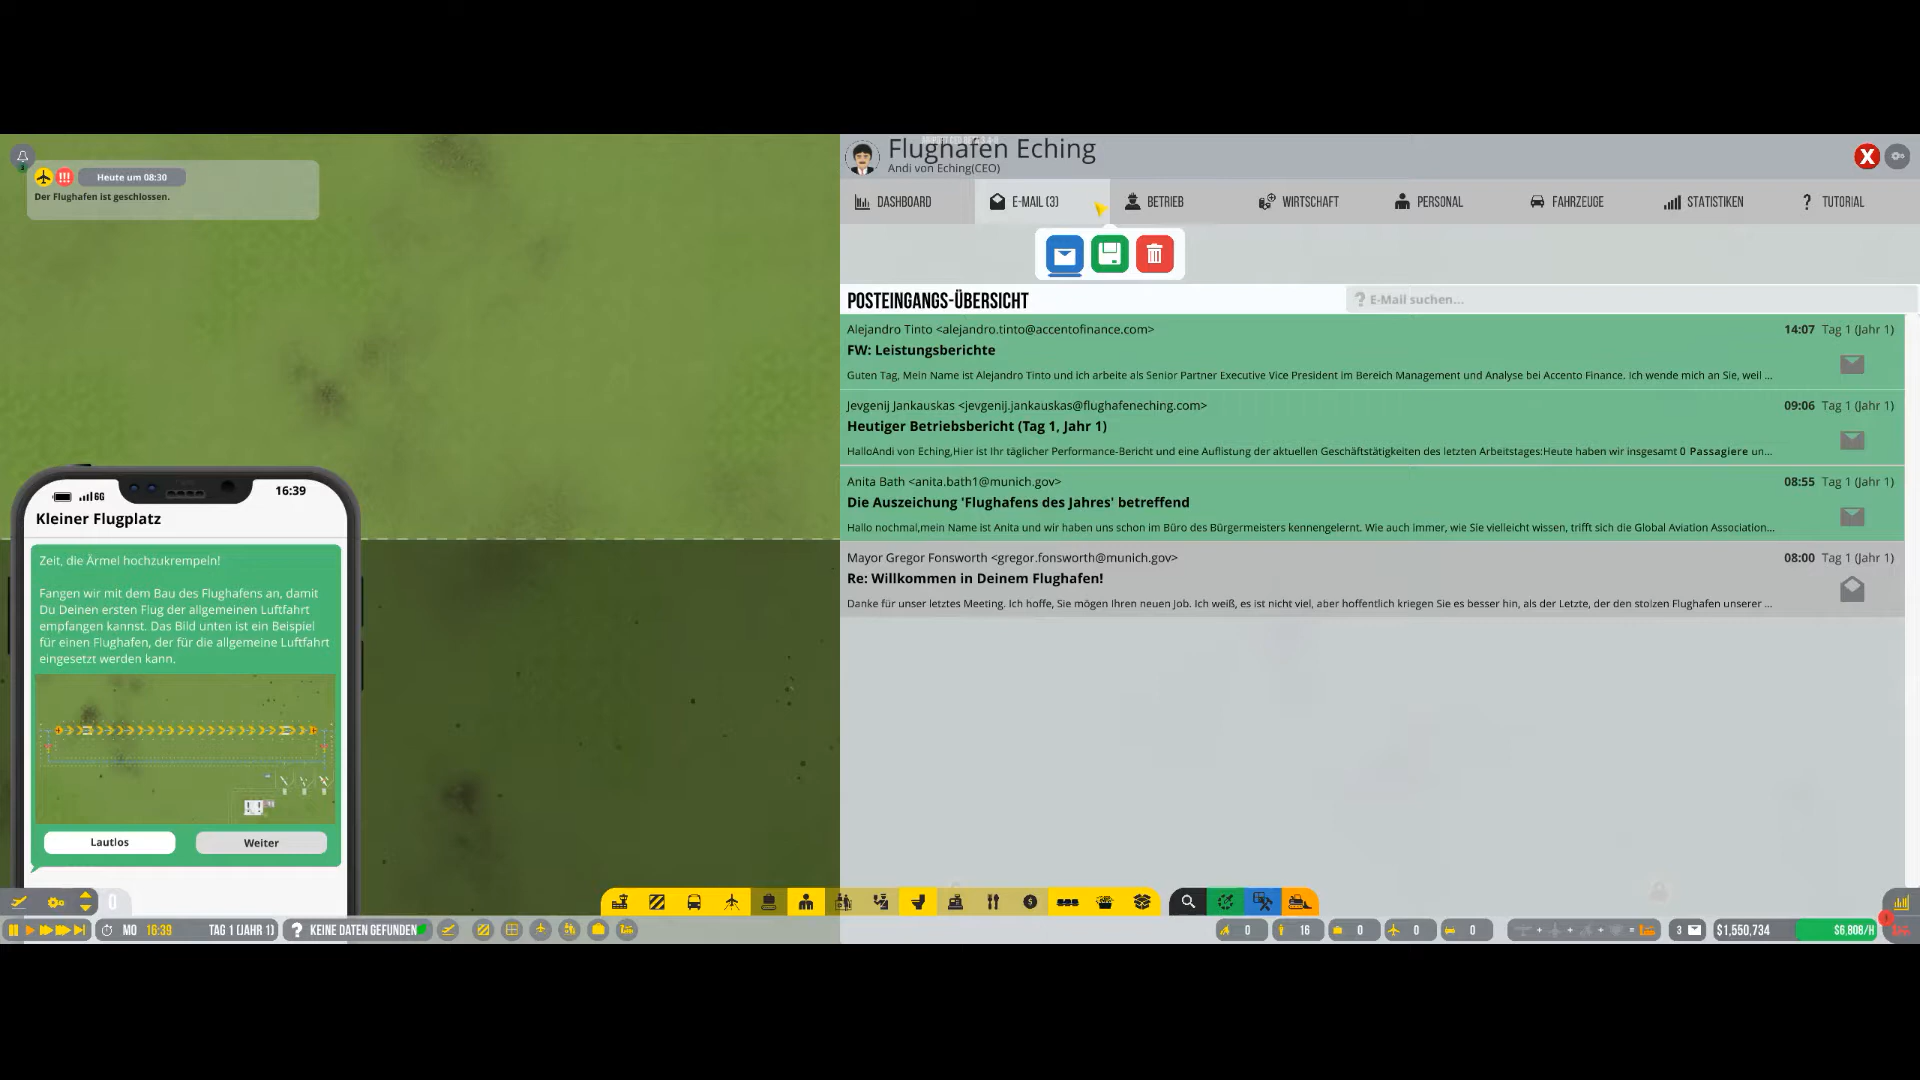 Heute um 08:30
Der Flughafen ist geschlossen.
6G
16:39
Kleiner Flugplatz
Zeit, die Ärmel hochzukrempeln!
Fangen wir mit dem Bau des Flughafens an, damit
Du Deinen ersten Flug der allgemeinen Luftfahrt
empfangen kannst. Das Bild unten ist ein Beispiel
für einen Flughafen, der für die allgemeine Luftfahrt
eingesetzt werden kann.
Lautlos
Weiter
0
MO 16:39 TAG 1 (JAHR 1)
? KEINE DATEN GEFUNDEN
Flughafen Eching
Andi von Eching(CEO)
X
DASHBOARD
E-MAIL (3)
BETRIEB
WIRTSCHAFT
PERSONAL
FAHRZEUGE
STATISTIKEN
? TUTORIAL
POSTEINGANGS-ÜBERSICHT
? E-Mail suchen...
Alejandro Tinto <alejandro.tinto@accentofinance.com>
14:07 Tag 1 (Jahr 1)
FW: Leistungsberichte
Guten Tag, Mein Name ist Alejandro Tinto und ich arbeite als Senior Partner Executive Vice President im Bereich Management und Analyse bei Accento Finance. Ich wende mich an Sie, weil ...
Jevgenij Jankauskas <jevgenij.jankauskas@flughafeneching.com>
09:06 Tag 1 (Jahr 1)
Heutiger Betriebsbericht (Tag 1, Jahr 1)
HalloAndi von Eching,Hier ist Ihr täglicher Performance-Bericht und eine Auflistung der aktuellen Geschäftstätigkeiten des letzten Arbeitstages:Heute haben wir insgesamt 0 Passagiere un...
Anita Bath <anita.bath1@munich.gov>
08:55 Tag 1 (Jahr 1)
Die Auszeichung 'Flughafens des Jahres' betreffend
Hallo nochmal,mein Name ist Anita und wir haben uns schon im Büro des Bürgermeisters kennengelernt. Wie auch immer, wie Sie vielleicht wissen, trifft sich die Global Aviation Association...
Mayor Gregor Fonsworth <gregor.fonsworth@munich.gov>
08:00 Tag 1 (Jahr 1)
Re: Willkommen in Deinem Flughafen!
Danke für unser letztes Meeting. Ich hoffe, Sie mögen Ihren neuen Job. Ich weiß, es ist nicht viel, aber hoffentlich kriegen Sie es besser hin, als der Letzte, der den stolzen Flughafen unserer ...
0
16
0
0
0
3
$1,550,734
$6,808/H